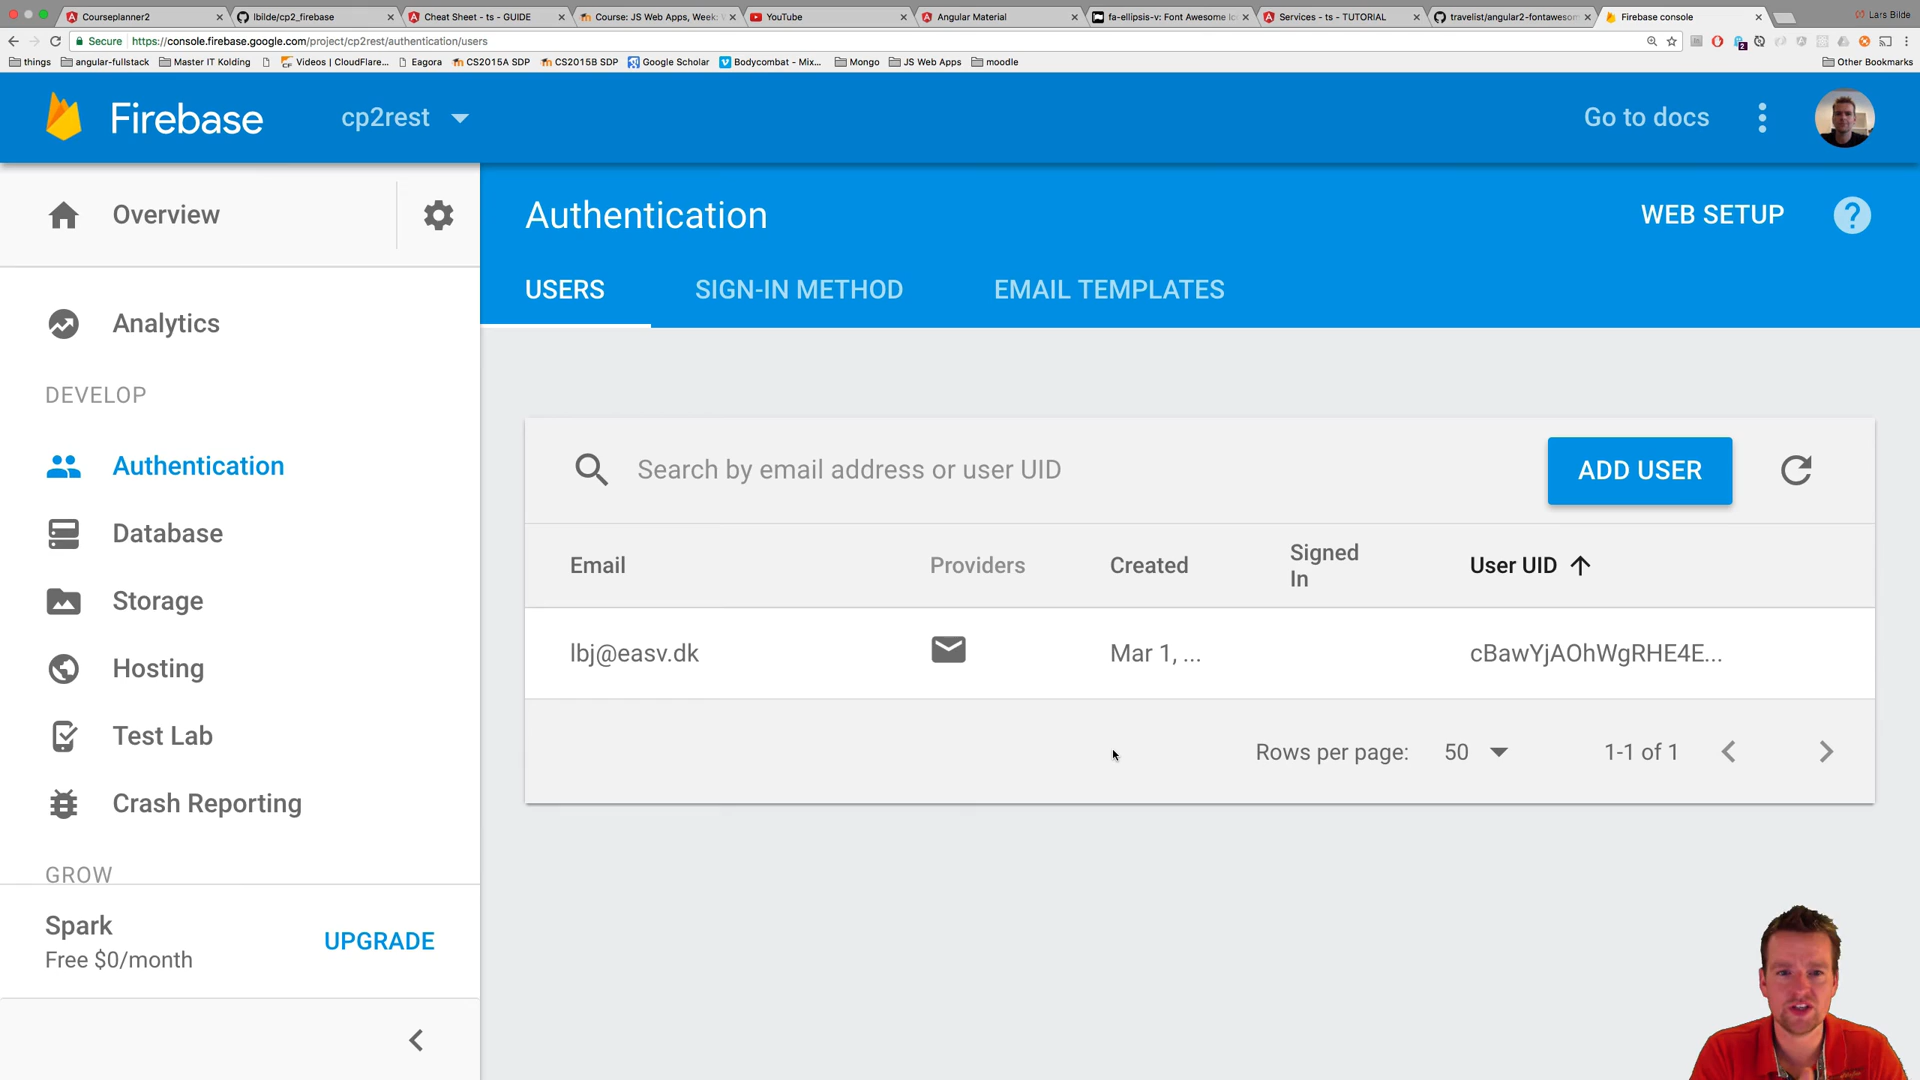 Courseplanner2
lbilde/cp2_firebase
Cheat Sheet - ts - GUIDE
Course: JS Web Apps, Week:
YouTube
Angular Material
fa-ellipsis-v: Font Awesome Ic
Services - ts - TUTORIAL
travelist/angular2-fontawesom
Firebase console
Lars Bilde
Secure
https://console.firebase.google.com/project/cp2rest/authentication/users
things
angular-fullstack
Master IT Kolding
Videos | CloudFlare...
Eagora
CS2015A SDP
CS2015B SDP
Google Scholar
Bodycombat - Mix...
Mongo
JS Web Apps
moodle
Other Bookmarks
Firebase
cp2rest
Go to docs
Overview
Authentication
WEB SETUP
?
USERS
SIGN-IN METHOD
EMAIL TEMPLATES
Analytics
DEVELOP
Authentication
Database
Storage
Hosting
Test Lab
Crash Reporting
GROW
Spark
Free $0/month
UPGRADE
Search by email address or user UID
ADD USER
Email
Providers
Created
Signed
In
User UID
lbj@easv.dk
Mar 1, ...
cBawYjAOhWgRHE4E...
Rows per page:
50
1-1 of 1